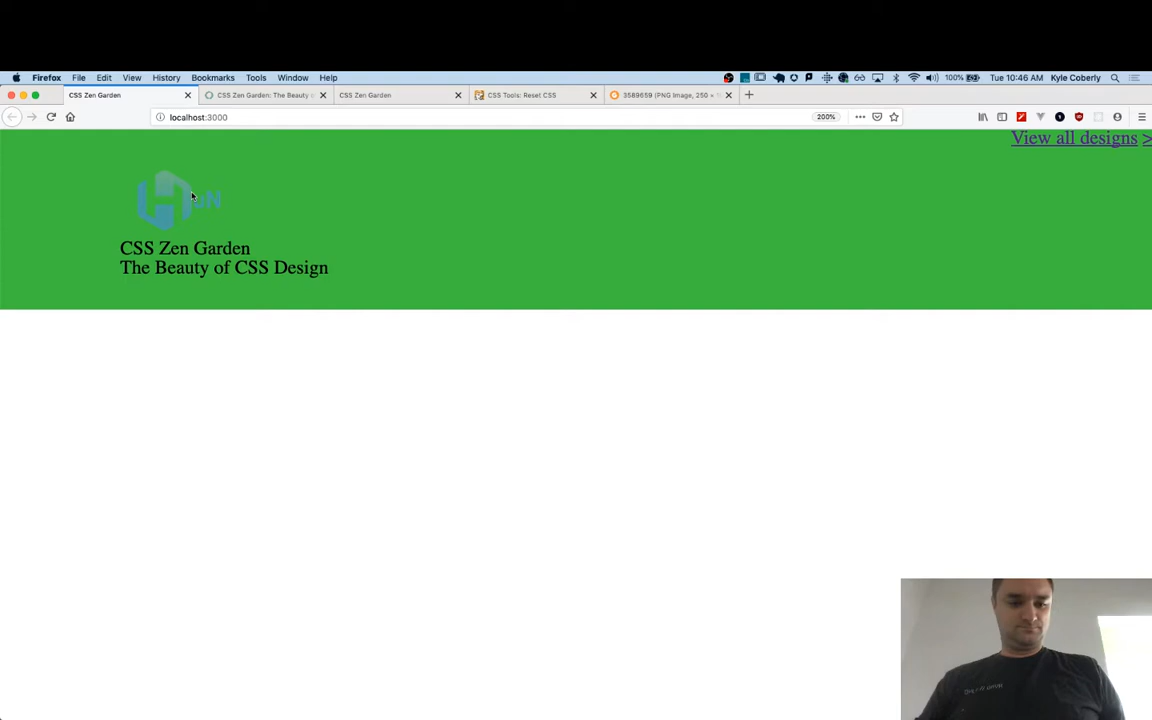 Firefox File Edit View History Bookmarks Tools Window Help 100% Tue 10:46 AM Kyle Coberly
CSS Zen Garden CSS Zen Garden: The Beauty o CSS Zen Garden CSS Tools: Reset CSS 3589659 (PNG Image, 250 ×
localhost:3000 200%
View all designs >
uN
CSS Zen Garden
The Beauty of CSS Design